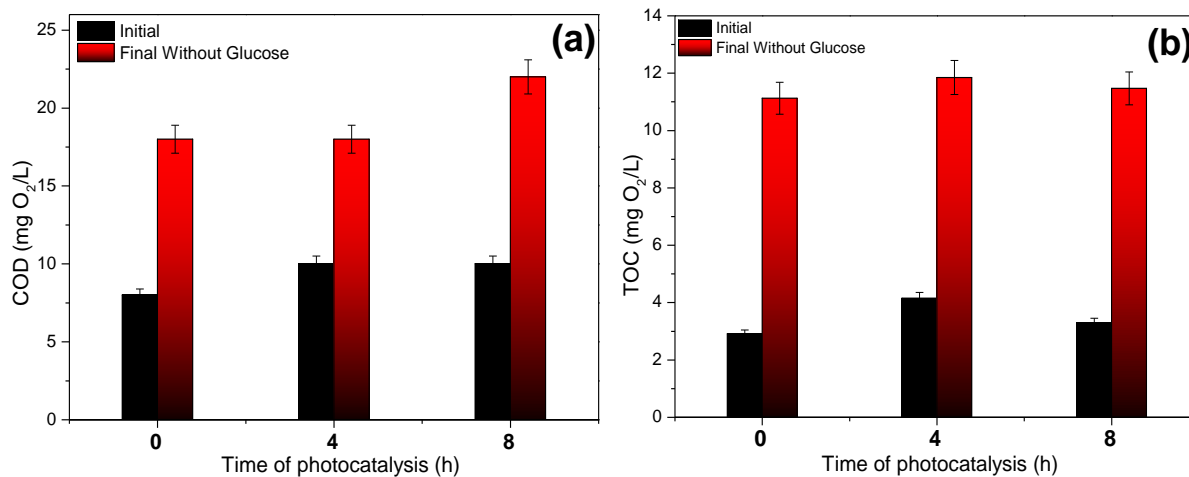 (a)
Initial
Final Without Glucose
COD (mg O₂/L)
25
20
15
10
5
0
0 4 8
Time of photocatalysis (h)
(b)
Initial
Final Without Glucose
TOC (mg O₂/L)
14
12
10
8
6
4
2
0
0 4 8
Time of photocatalysis (h)